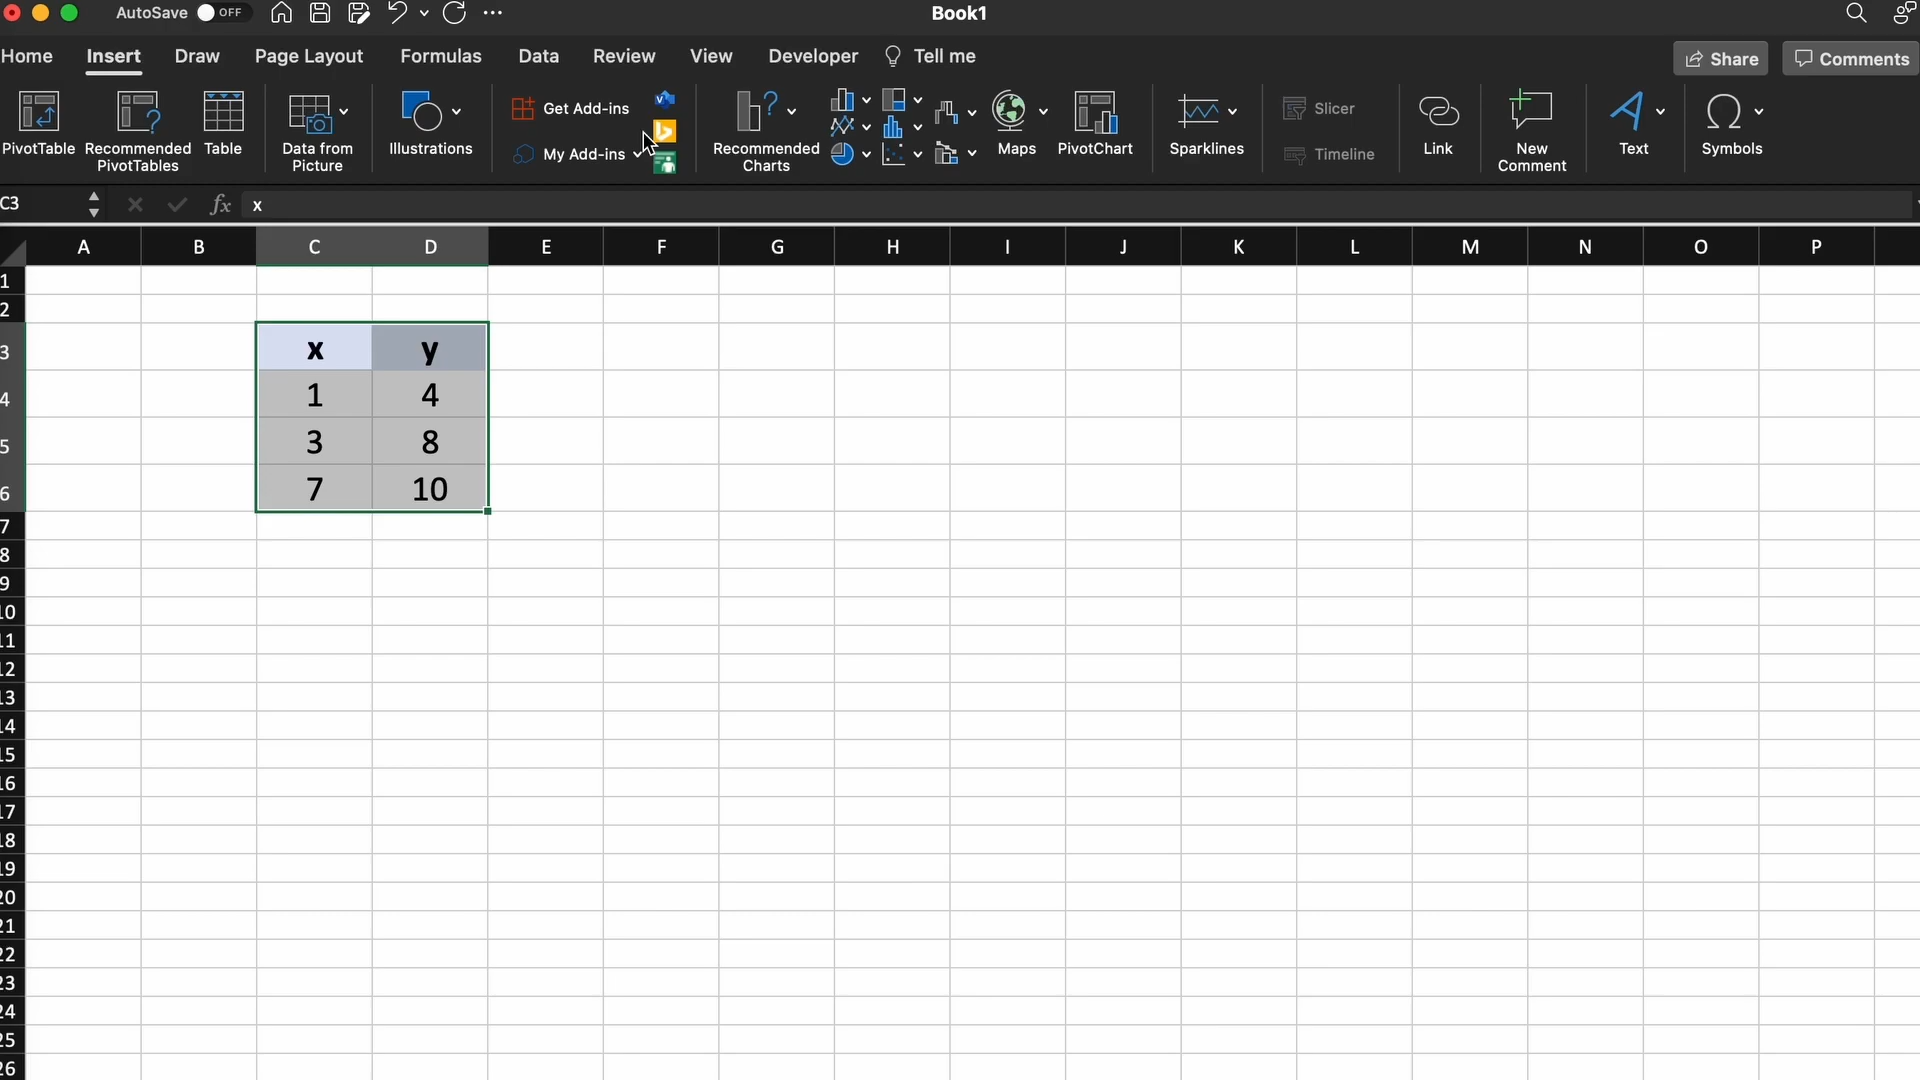 AutoSave OFF Book1
Home Insert Draw Page Layout Formulas Data Review View Developer Tell me Share Comments
PivotTable Recommended PivotTables Table Data from Picture Illustrations Get Add-ins My Add-ins Recommended Charts Maps PivotChart Sparklines Slicer Timeline Link New Comment Text Symbols
C3 fx x
A B C D E F G H I J K L M N O P
1
2
3 x y
4 1 4
5 3 8
6 7 10
7
8
9
10
11
12
13
14
15
16
17
18
19
20
21
22
23
24
25
26